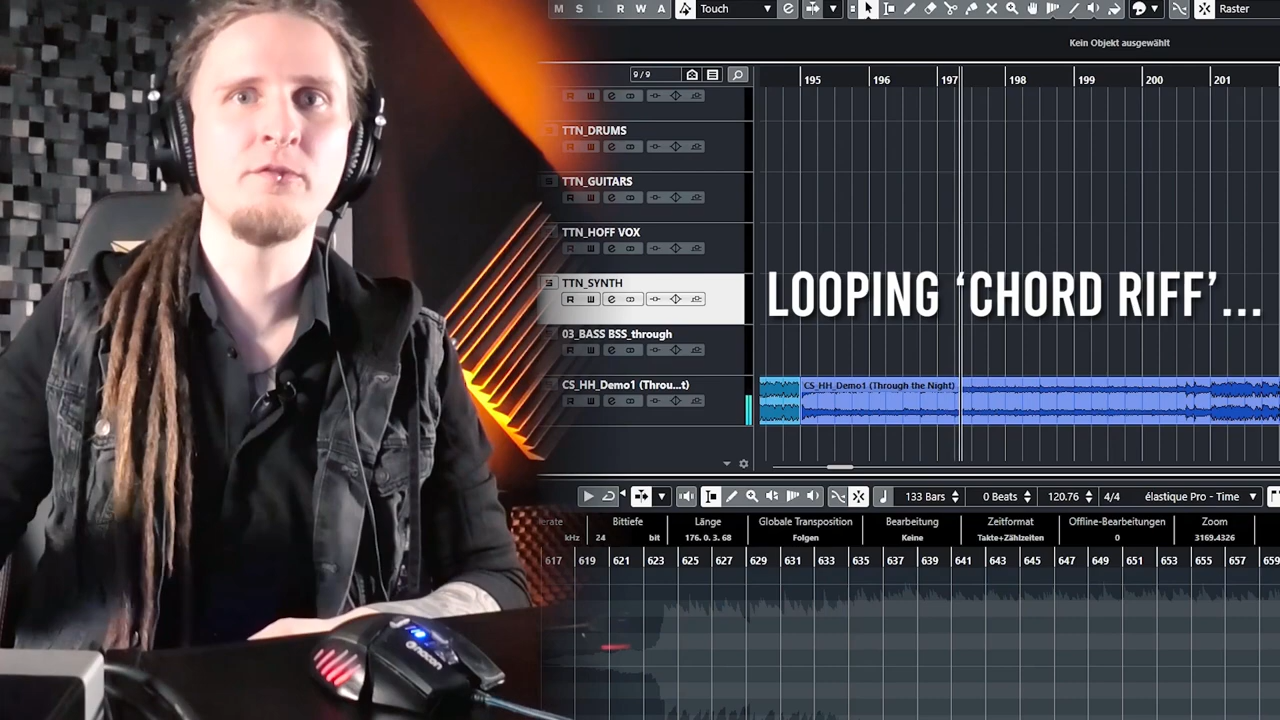 M S L R W A Touch Raster
Kein Objekt ausgewählt
9 / 9
195 196 197 198 199 200 201
TTN_DRUMS
TTN_GUITARS
TTN_HOFF VOX
TTN_SYNTH
LOOPING ‘CHORD RIFF’...
03_BASS BSS_through
CS_HH_Demo1 (Throu...t)
CS_HH_Demo1 (Through the Night)
133 Bars 0 Beats 120.76 4/4 élastique Pro - Time
Bittiefe Länge Globale Transposition Bearbeitung Zeitformat Offline-Bearbeitungen Zoom
kHz 24 bit 176. 0. 3. 68 Folgen Keine Takte+Zählzeiten 0 3169.4326
617 619 621 623 625 627 629 631 633 635 637 639 641 643 645 647 649 651 653 655 657 659
nacon